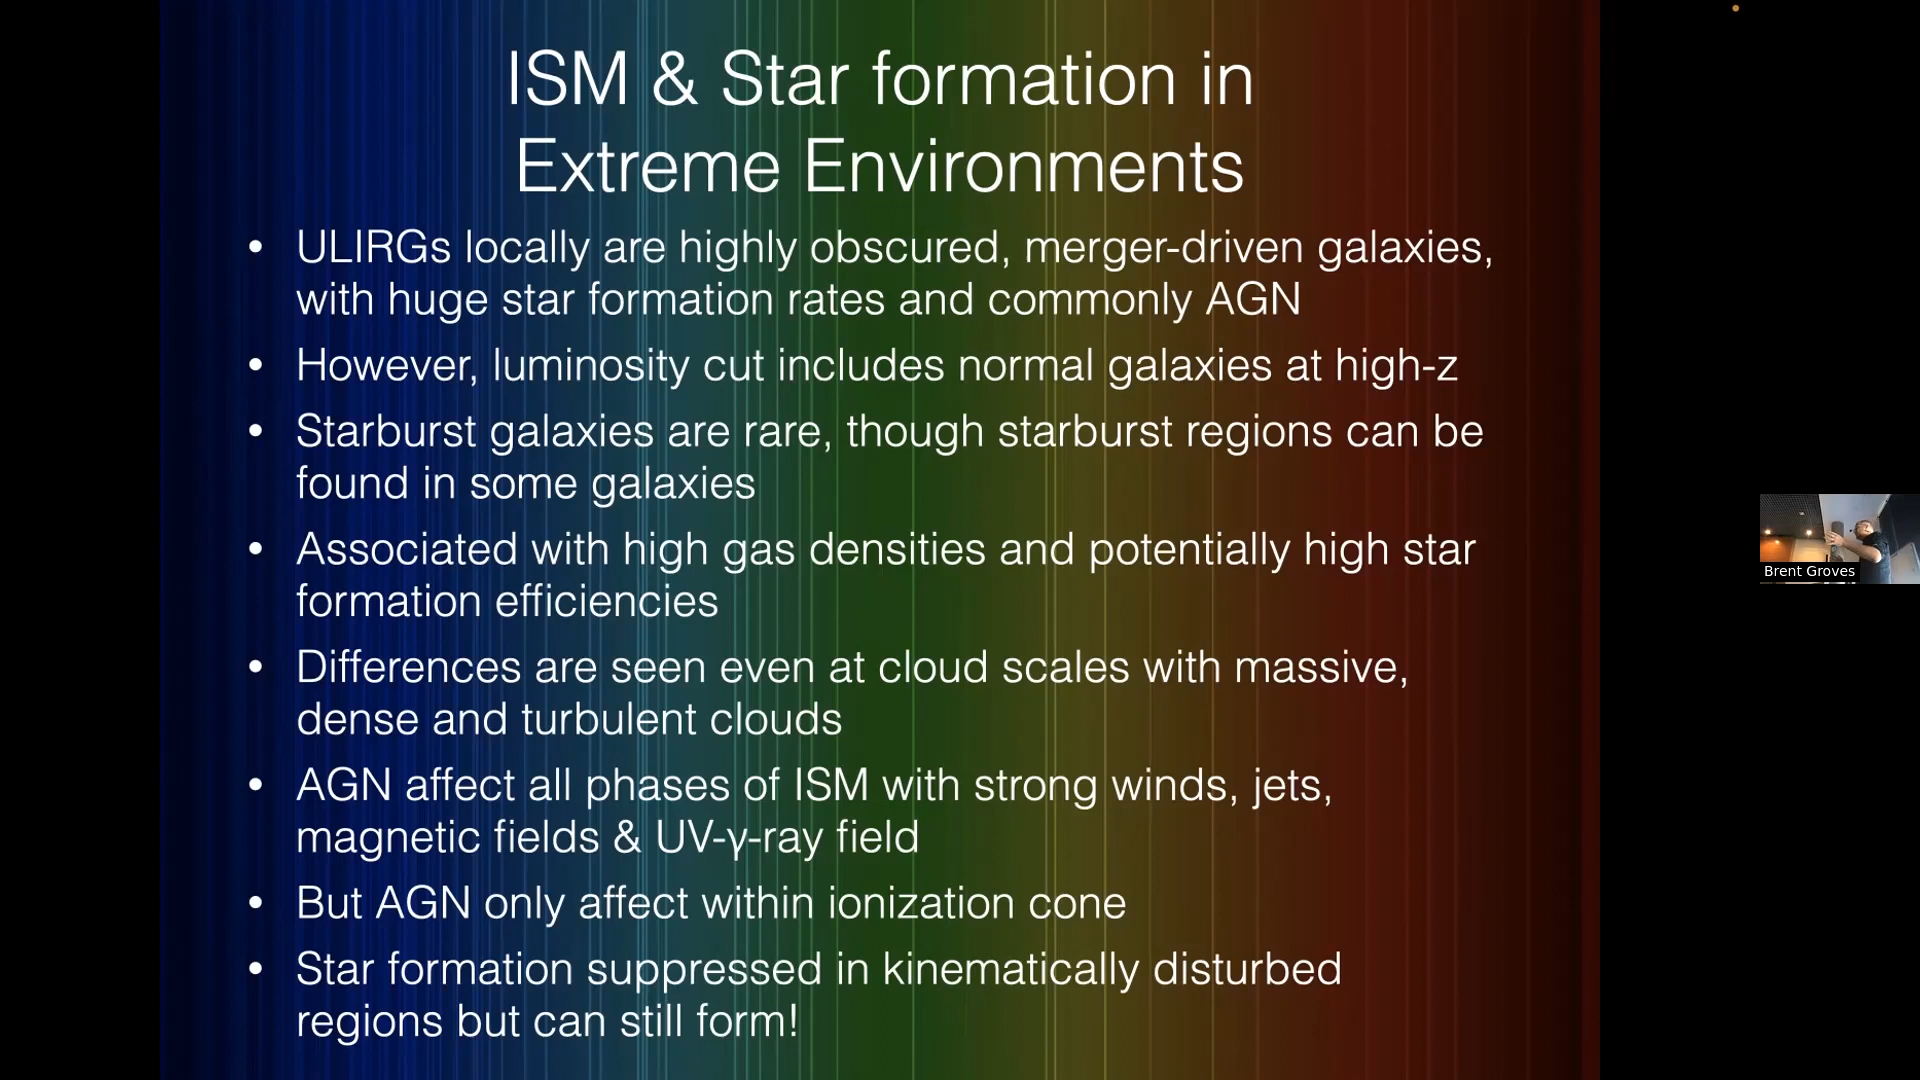 ISM & Star formation in
Extreme Environments
• ULIRGs locally are highly obscured, merger-driven galaxies,
with huge star formation rates and commonly AGN
• However, luminosity cut includes normal galaxies at high-z
• Starburst galaxies are rare, though starburst regions can be
found in some galaxies
• Associated with high gas densities and potentially high star
formation efficiencies
• Differences are seen even at cloud scales with massive,
dense and turbulent clouds
• AGN affect all phases of ISM with strong winds, jets,
magnetic fields & UV-γ-ray field
• But AGN only affect within ionization cone
• Star formation suppressed in kinematically disturbed
regions but can still form!
Brent Groves